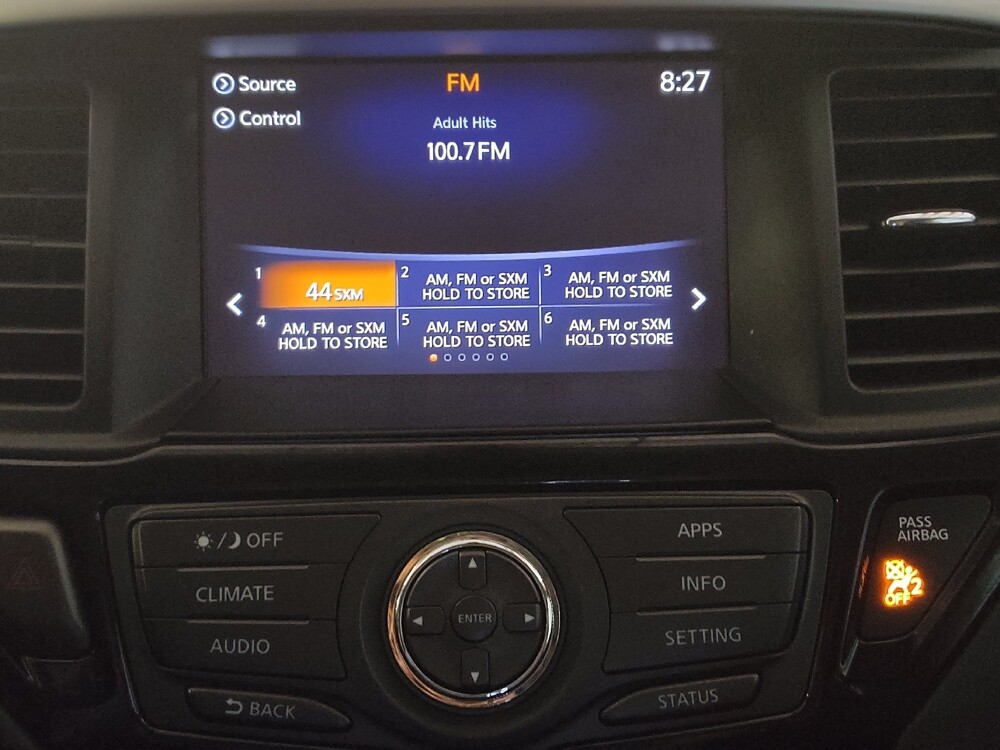 Source
FM
8:27
Control
Adult Hits
100.7 FM
1
44 SXM
2
AM, FM or SXM
HOLD TO STORE
3
AM, FM or SXM
HOLD TO STORE
4
AM, FM or SXM
HOLD TO STORE
5
AM, FM or SXM
HOLD TO STORE
6
AM, FM or SXM
HOLD TO STORE
/ OFF
CLIMATE
AUDIO
BACK
ENTER
APPS
INFO
SETTING
STATUS
PASS
AIRBAG
2
OFF